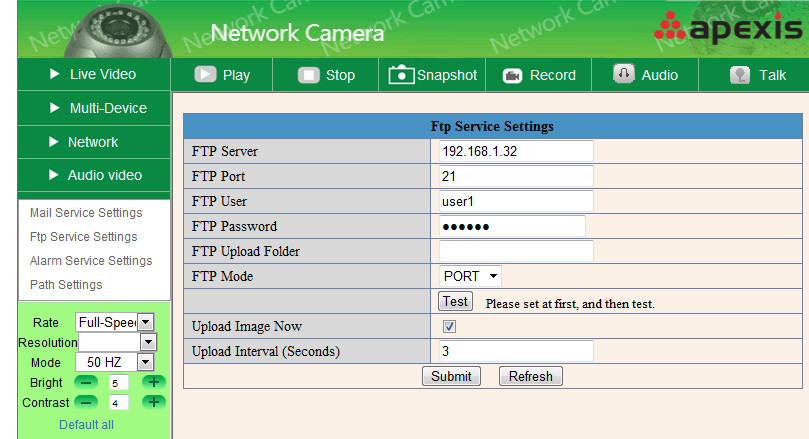 Network Camera
apexis
Live Video
Play
Stop
Snapshot
Record
Audio
Talk
Multi-Device
Network
Audio video
Mail Service Settings
Ftp Service Settings
Alarm Service Settings
Path Settings
Rate Full-Speed
Resolution
Mode 50 HZ
Bright 5
Contrast 4
Default all
Ftp Service Settings
FTP Server 192.168.1.32
FTP Port 21
FTP User user1
FTP Password ●●●●●●
FTP Upload Folder
FTP Mode PORT
Test Please set at first, and then test.
Upload Image Now
Upload Interval (Seconds) 3
Submit Refresh